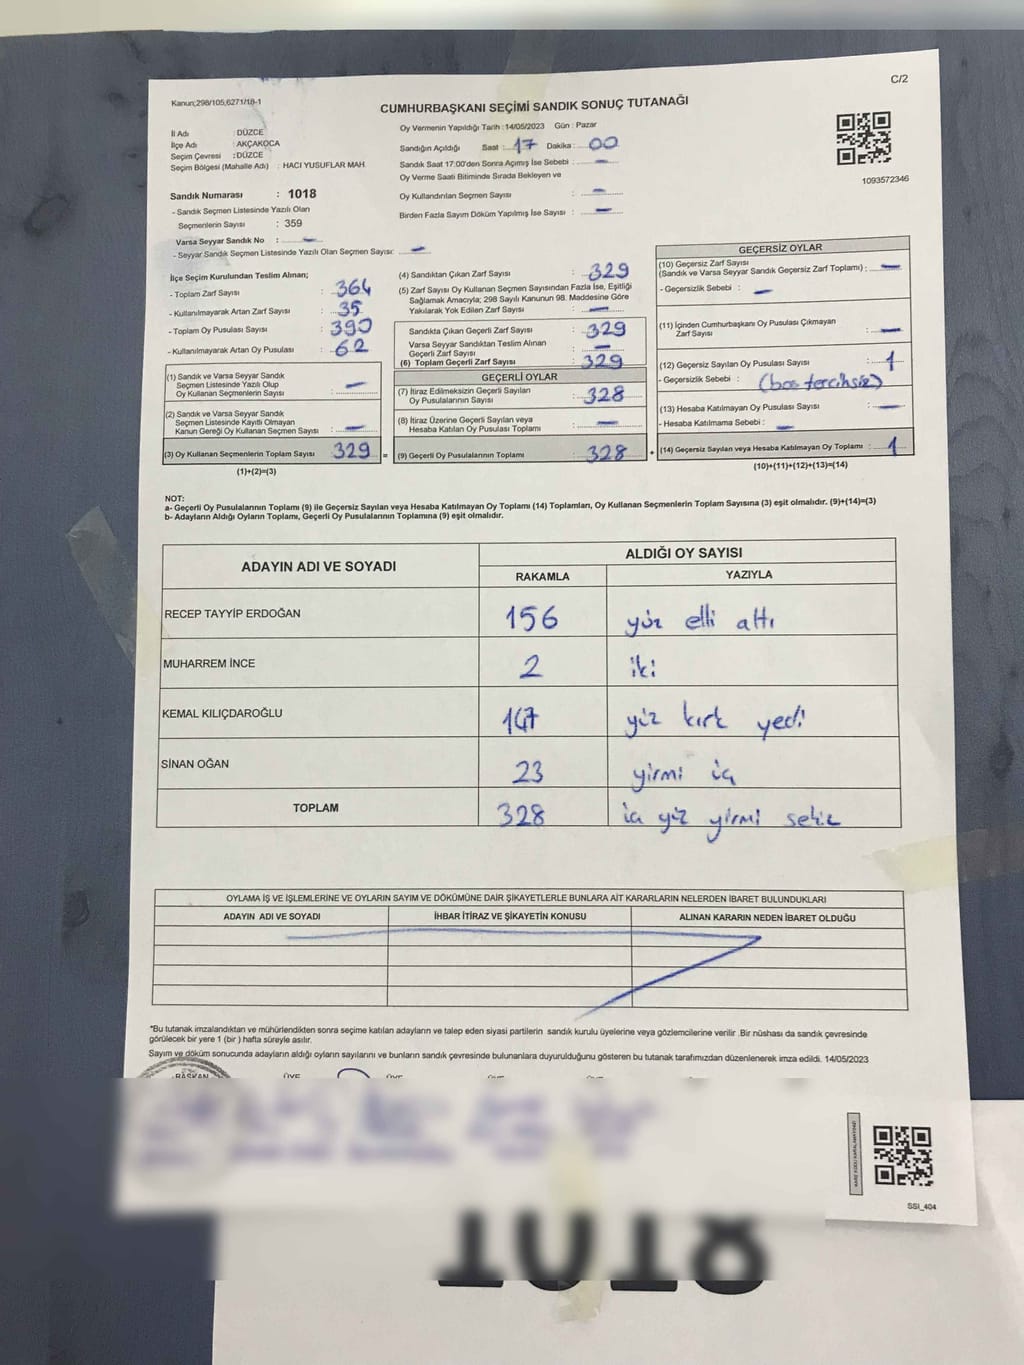 C/2
Kanun;298/105,6271/18-1
CUMHURBAŞKANI SEÇİMİ SANDIK SONUÇ TUTANAĞI
İl Adı : DÜZCE
İlçe Adı : AKÇAKOCA
Seçim Çevresi : DÜZCE
Seçim Bölgesi (Mahalle Adı) : HACI YUSUFLAR MAH.
Sandık Numarası : 1018
- Sandık Seçmen Listesinde Yazılı Olan
Seçmenlerin Sayısı : 359
Varsa Seyyar Sandık No : -
- Seyyar Sandık Seçmen Listesinde Yazılı Olan Seçmen Sayısı: -
Oy Vermenin Yapıldığı Tarih :14/05/2023 Gün : Pazar
Sandığın Açıldığı Saat : 17 Dakika : 00
Sandık Saat 17:00'den Sonra Açımış İse Sebebi : -
Oy Verme Saati Bitiminde Sırada Bekleyen ve
Oy Kullandırılan Seçmen Sayısı : -
Birden Fazla Sayım Döküm Yapılmış İse Sayısı : -
1093572346
İlçe Seçim Kurulundan Teslim Alınan;
- Toplam Zarf Sayısı : 364
- Kullanılmayarak Artan Zarf Sayısı : 35
- Toplam Oy Pusulası Sayısı : 390
- Kullanılmayarak Artan Oy Pusulası : 62
(1) Sandık ve Varsa Seyyar Sandık
Seçmen Listesinde Yazılı Olup
Oy Kullanan Seçmenlerin Sayısı : -
(2) Sandık ve Varsa Seyyar Sandık
Seçmen Listesinde Kayıtlı Olmayan
Kanun Gereği Oy Kullanan Seçmen Sayısı : -
(3) Oy Kullanan Seçmenlerin Toplam Sayısı 329 =
(1)+(2)=(3)
(4) Sandıktan Çıkan Zarf Sayısı : 329
(5) Zarf Sayısı Oy Kullanan Seçmen Sayısından Fazla İse, Eşitliği
Sağlamak Amacıyla; 298 Sayılı Kanunun 98. Maddesine Göre
Yakılarak Yok Edilen Zarf Sayısı : -
Sandıkta Çıkan Geçerli Zarf Sayısı : 329
Varsa Seyyar Sandıktan Teslim Alınan
Geçerli Zarf Sayısı : -
(6) Toplam Geçerli Zarf Sayısı : 329
GEÇERLİ OYLAR
(7) İtiraz Edilmeksizin Geçerli Sayılan
Oy Pusulalarının Sayısı : 328
(8) İtiraz Üzerine Geçerli Sayılan veya
Hesaba Katılan Oy Pusulası Toplamı : -
(9) Geçerli Oy Pusulalarının Toplamı : 328 +
GEÇERSİZ OYLAR
(10) Geçersiz Zarf Sayısı
(Sandık ve Varsa Seyyar Sandık Geçersiz Zarf Toplamı) : -
- Geçersizlik Sebebi : -
(11) İçinden Cumhurbaşkanı Oy Pusulası Çıkmayan
Zarf Sayısı : -
(12) Geçersiz Sayılan Oy Pusulası Sayısı : 1
- Geçersizlik Sebebi : (bos tercihsiz)
(13) Hesaba Katılmayan Oy Pusulası Sayısı : -
- Hesaba Katılmama Sebebi : -
(14) Geçersiz Sayılan veya Hesaba Katılmayan Oy Toplamı : 1
(10)+(11)+(12)+(13)=(14)
NOT:
a- Geçerli Oy Pusulalarının Toplamı (9) ile Geçersiz Sayılan veya Hesaba Katılmayan Oy Toplamı (14) Toplamları, Oy Kullanan Seçmenlerin Toplam Sayısına (3) eşit olmalıdır. (9)+(14)=(3)
b- Adayların Aldığı Oyların Toplamı, Geçerli Oy Pusulalarının Toplamına (9) eşit olmalıdır.
ADAYIN ADI VE SOYADI ALDIĞI OY SAYISI
RAKAMLA YAZIYLA
RECEP TAYYİP ERDOĞAN 156 yüz elli altı
MUHARREM İNCE 2 iki
KEMAL KILIÇDAROĞLU 147 yüz kırk yedi
SİNAN OĞAN 23 yirmi üç
TOPLAM 328 üç yüz yirmi sekiz
OYLAMA İŞ VE İŞLEMLERİNE VE OYLARIN SAYIM VE DÖKÜMÜNE DAİR ŞİKAYETLERLE BUNLARA AİT KARARLARIN NELERDEN İBARET BULUNDUKLARI
ADAYIN ADI VE SOYADI İHBAR İTİRAZ VE ŞİKAYETİN KONUSU ALINAN KARARIN NEDEN İBARET OLDUĞU
*Bu tutanak imzalandıktan ve mühürlendikten sonra seçime katılan adayların ve talep eden siyasi partilerin sandık kurulu üyelerine veya gözlemcilerine verilir .Bir nüshası da sandık çevresinde
görülecek bir yere 1 (bir ) hafta süreyle asılır.
Sayım ve döküm sonucunda adayların aldığı oyların sayılarını ve bunların sandık çevresinde bulunanlara duyurulduğunu gösteren bu tutanak tarafımızdan düzenlenerek imza edildi. 14/05/2023
BAŞKAN ÜYE ÜYE ÜYE ÜYE
SSI_404
1018